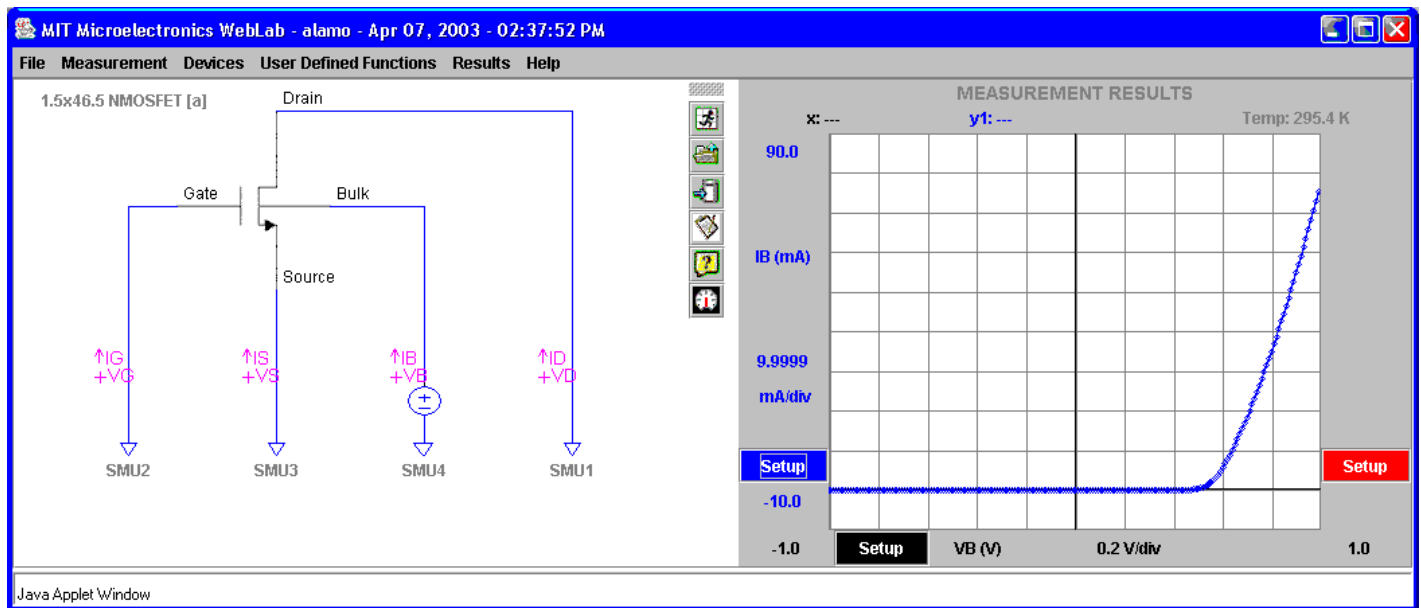 MIT Microelectronics WebLab - alamo - Apr 07, 2003 - 02:37:52 PM
File Measurement Devices User Defined Functions Results Help
1.5x46.5 NMOSFET [a]
Drain
Gate
Bulk
Source
↑IG
+VG
↑IS
+VS
↑IB
+VB
↑ID
+VD
SMU2
SMU3
SMU4
SMU1
MEASUREMENT RESULTS
x: ---
y1: ---
Temp: 295.4 K
90.0
IB (mA)
9.9999
mA/div
Setup
Setup
-10.0
-1.0
Setup
VB (V)
0.2 V/div
1.0
Java Applet Window